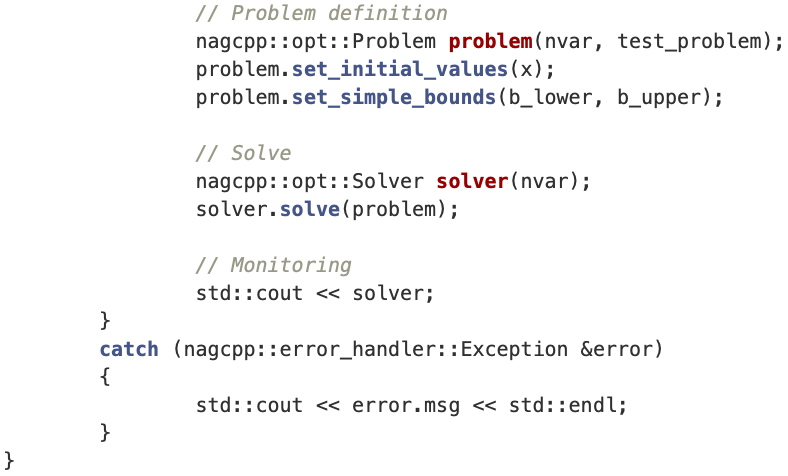 // Problem definition
nagcpp::opt::Problem problem(nvar, test_problem);
problem.set_initial_values(x);
problem.set_simple_bounds(b_lower, b_upper);
// Solve
nagcpp::opt::Solver solver(nvar);
solver.solve(problem);
// Monitoring
std::cout << solver;
}
catch (nagcpp::error_handler::Exception &error)
{
std::cout << error.msg << std::endl;
}
}